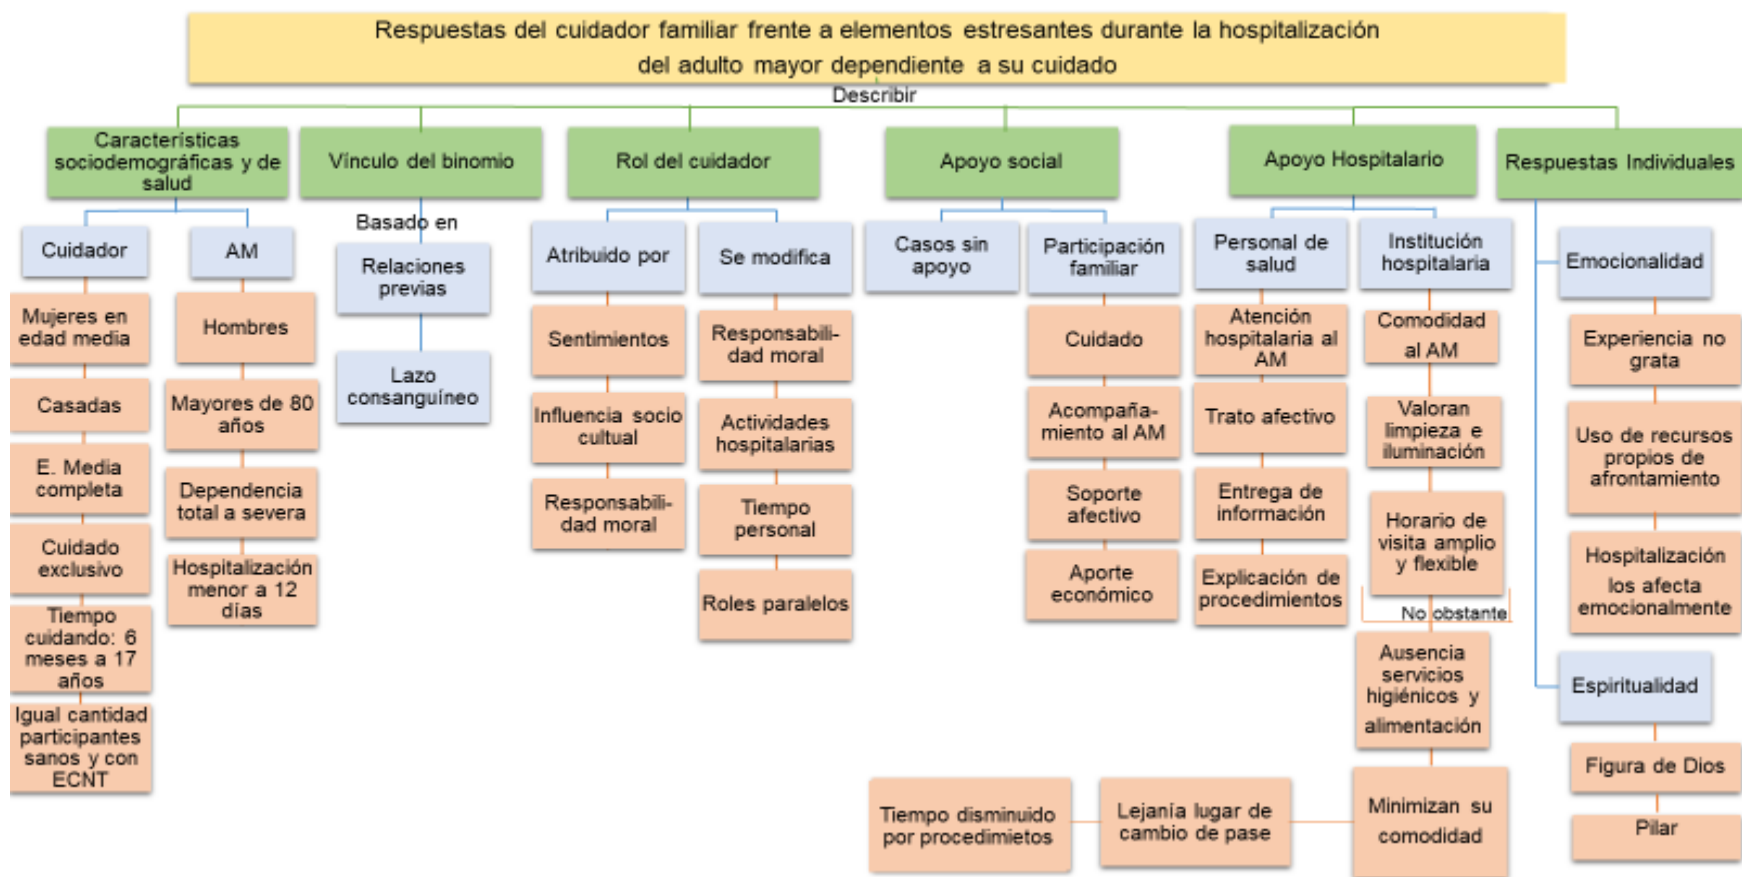 Respuestas del cuidador familiar frente a elementos estresantes durante la hospitalización
del adulto mayor dependiente a su cuidado
Describir
Características
sociodemográficas y de
salud
Vínculo del binomio
Rol del cuidador
Apoyo social
Apoyo Hospitalario
Respuestas Individuales
Cuidador
Mujeres en
edad media
Casadas
E. Media
completa
Cuidado
exclusivo
Tiempo
cuidando: 6
meses a 17
años
Igual cantidad
participantes
sanos y con
ECNT
AM
Hombres
Mayores de 80
años
Dependencia
total a severa
Hospitalización
menor a 12
días
Basado en
Relaciones
previas
Lazo
consanguíneo
Atribuido por
Sentimientos
Influencia socio
cultural
Responsabili-
dad moral
Se modifica
Responsabili-
dad moral
Actividades
hospitalarias
Tiempo
personal
Roles paralelos
Casos sin
apoyo
Participación
familiar
Cuidado
Acompaña-
miento al AM
Soporte
afectivo
Aporte
económico
Personal de
salud
Atención
hospitalaria al
AM
Trato afectivo
Entrega de
información
Explicación de
procedimientos
Institución
hospitalaria
Comodidad
al AM
Valoran
limpieza e
iluminación
Horario de
visita amplio
y flexible
No obstante
Ausencia
servicios
higiénicos y
alimentación
Minimizan su
comodidad
Lejanía lugar de
cambio de pase
Tiempo disminuido
por procedimietos
Emocionalidad
Experiencia no
grata
Uso de recursos
propios de
afrontamiento
Hospitalización
los afecta
emocionalmente
Espiritualidad
Figura de Dios
Pilar